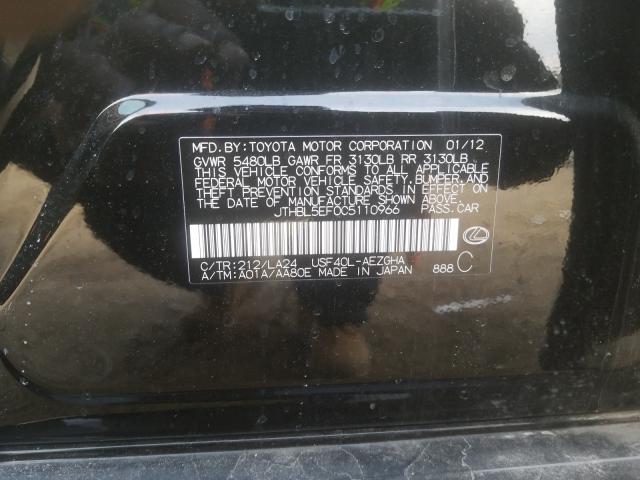 MFD.BY:TOYOTA MOTOR CORPORATION 01/12
GVWR 5480LB GAWR FR 3130LB RR 3130LB
THIS VEHICLE CONFORMS TO ALL APPLICABLE
FEDERAL MOTOR VEHICLE SAFETY, BUMPER, AND
THEFT PREVENTION STANDARDS IN EFFECT ON
THE DATE OF MANUFACTURE SHOWN ABOVE.
JTHBL5EF0C5110966 PASS.CAR
C/TR:212/LA24 USF40L-AEZGHA
A/TM:A01A/AA80E MADE IN JAPAN 888 C